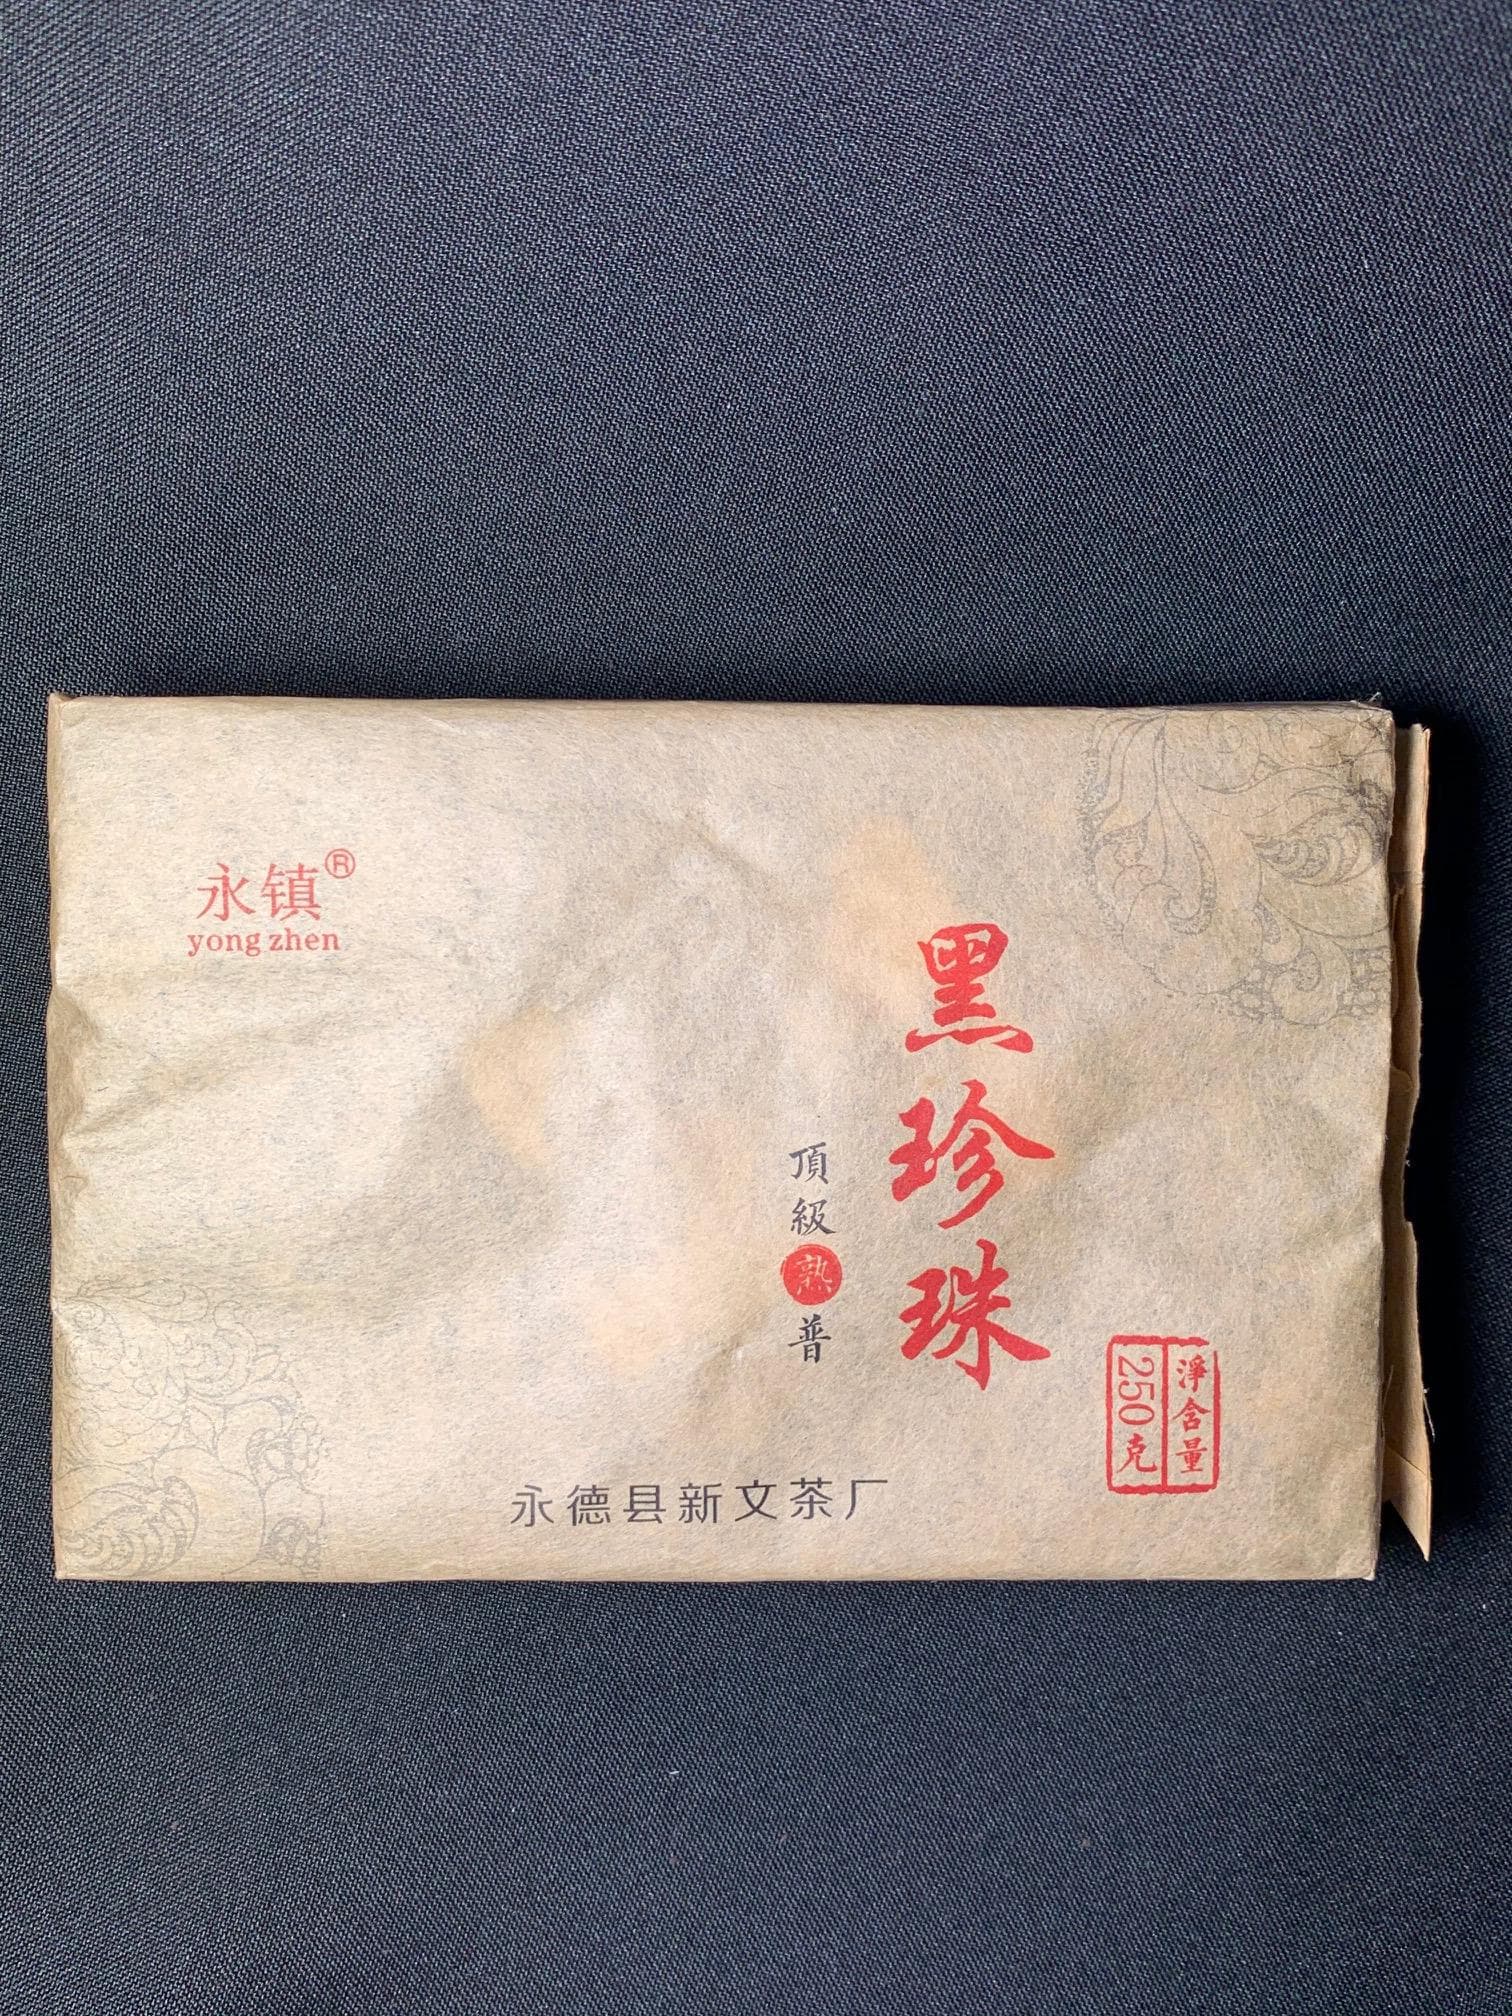 永镇®
yong zhen
黑珍珠
頂級熟普
淨含量
250克
永德县新文茶厂